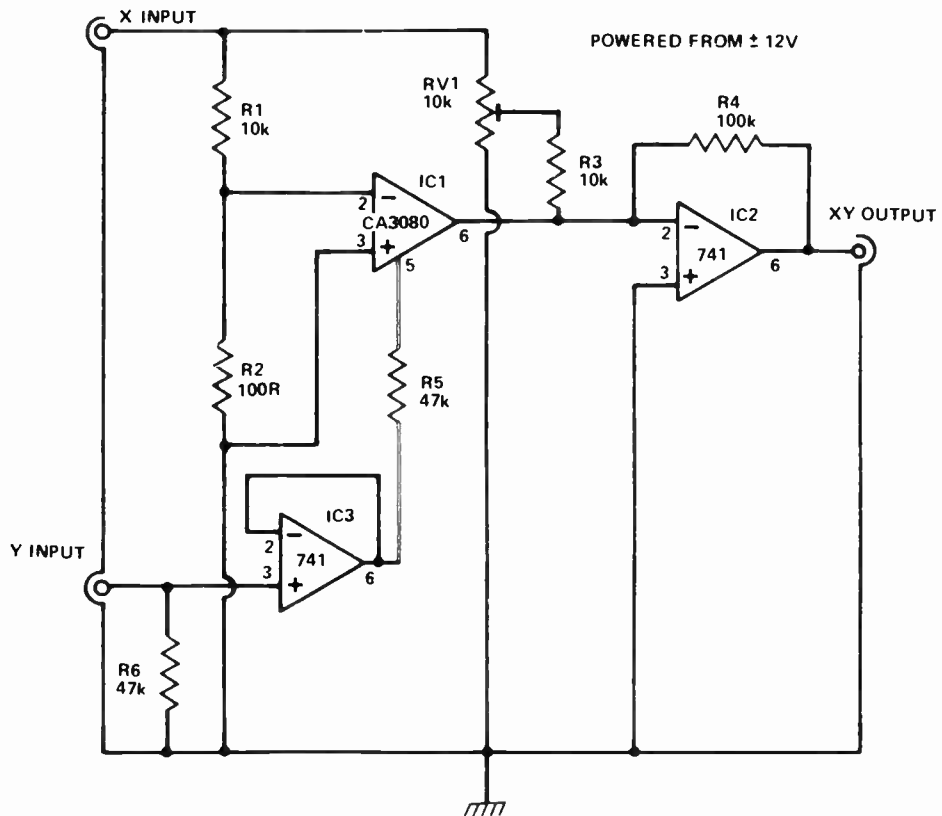 X INPUT
POWERED FROM ± 12V
R1
10k
RV1
10k
R4
100k
R3
10k
IC1
2
−
CA3080
3
+
5
6
IC2
2
−
741
3
+
6
XY OUTPUT
R2
100R
R5
47k
IC3
2
−
741
3
+
6
Y INPUT
R6
47k